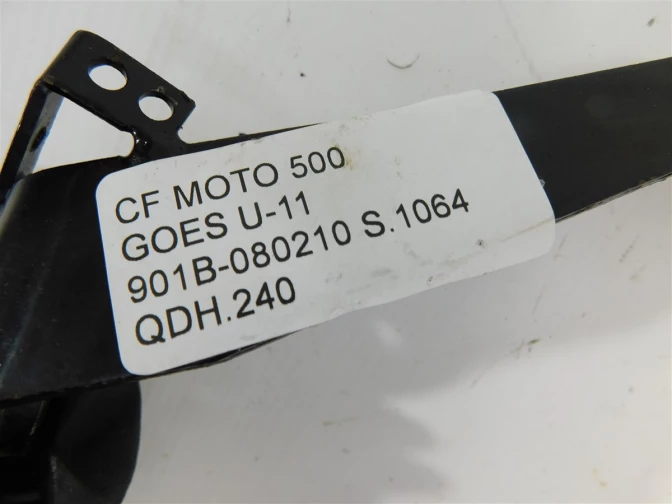 CF MOTO 500
GOES U-11
901B-080210 S.1064
QDH.240